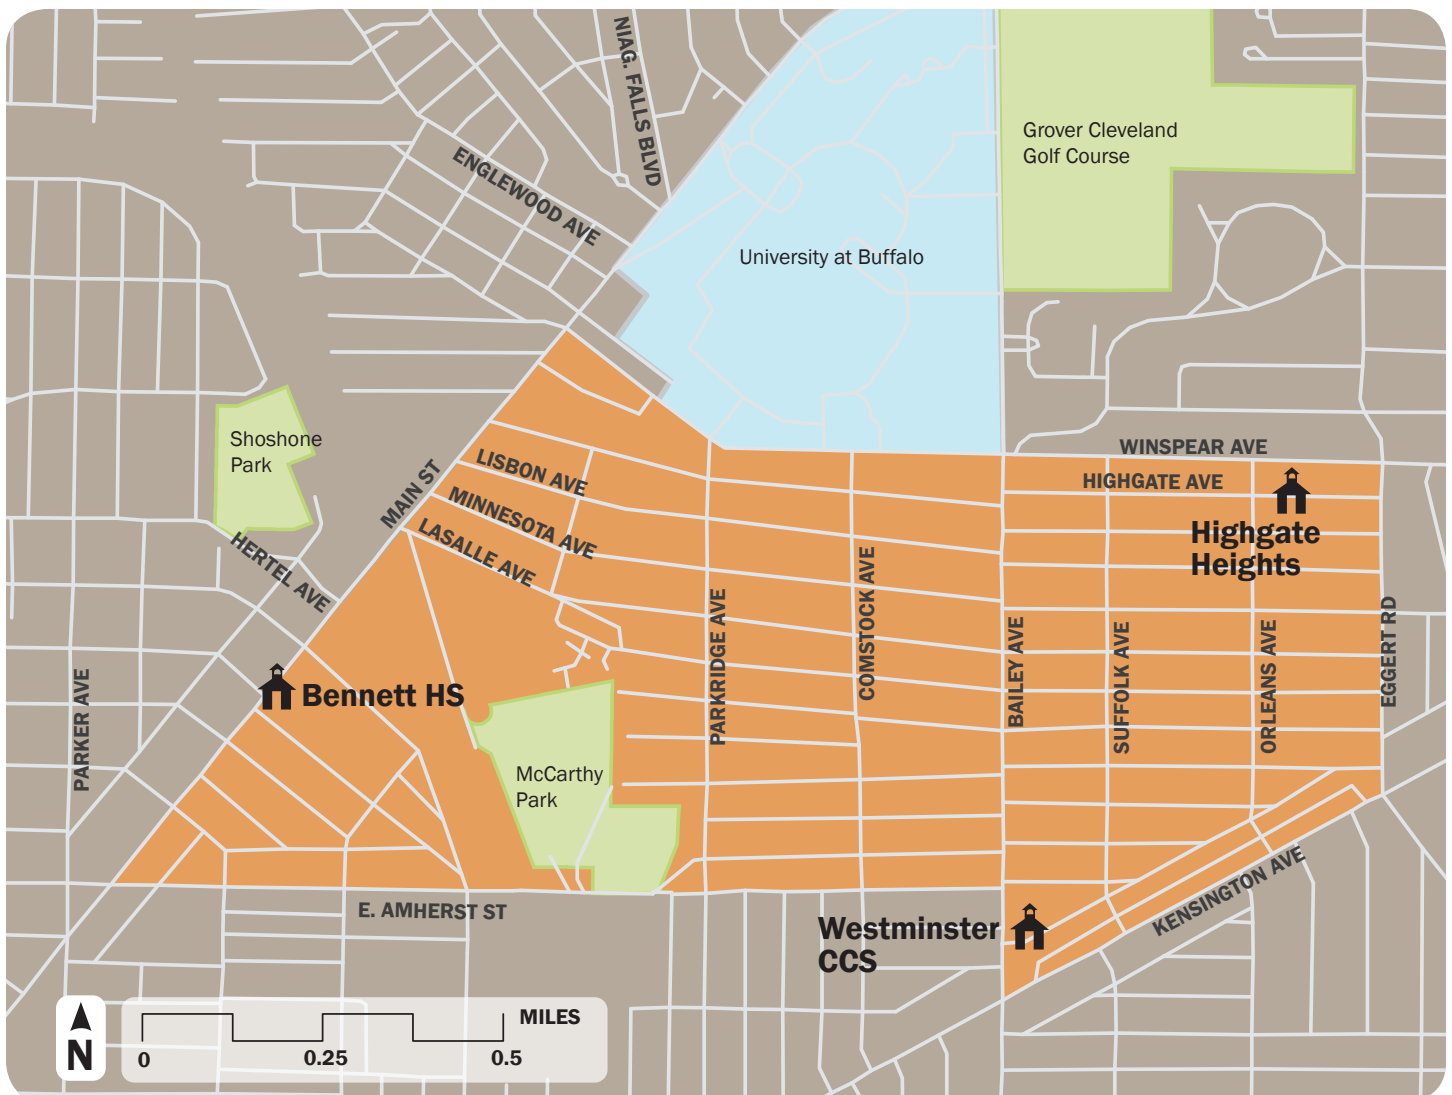 NIAG. FALLS BLVD
ENGLEWOOD AVE
Grover Cleveland
Golf Course
University at Buffalo
Shoshone
Park
MAIN ST
LISBON AVE
MINNESOTA AVE
LASALLE AVE
HERTEL AVE
WINSPEAR AVE
HIGHGATE AVE
Highgate
Heights
Bennett HS
PARKER AVE
PARKRIDGE AVE
COMSTOCK AVE
BAILEY AVE
SUFFOLK AVE
ORLEANS AVE
EGGERT RD
McCarthy
Park
KENSINGTON AVE
E. AMHERST ST
Westminster
CCS
N
MILES
0 0.25 0.5